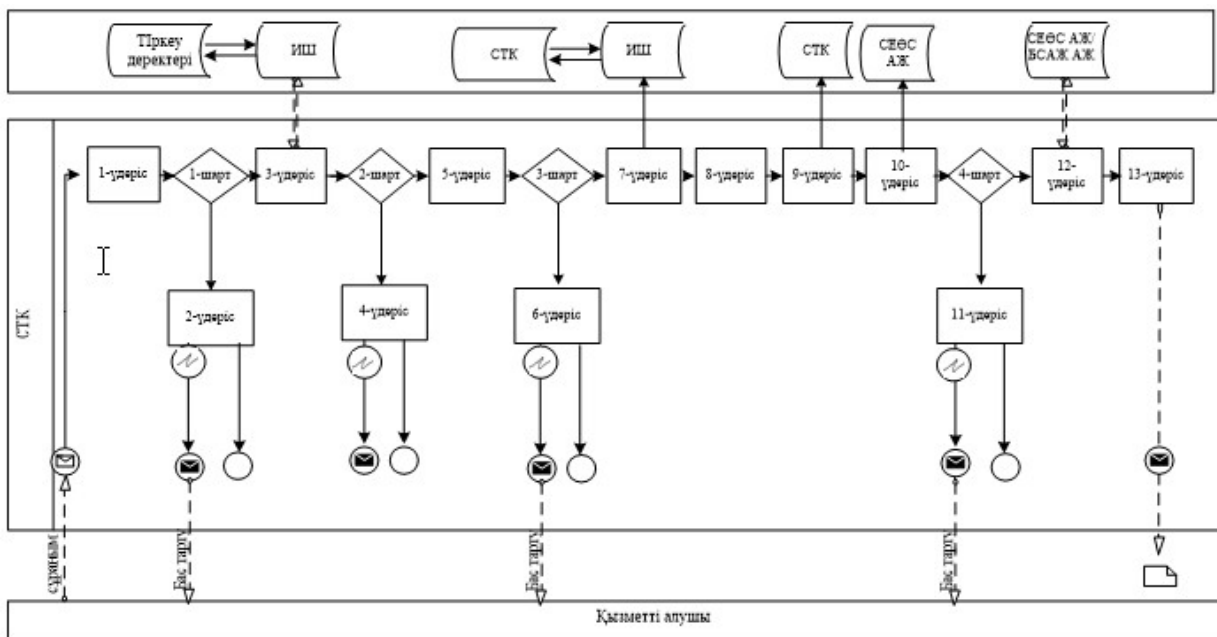 Тіркеу
деректері
ИШ
СТК
ИШ
СТК
СЕӨС
АЖ
СЕӨС АЖ/
БСАЖ АЖ
1-үдеріс
1-шарт
3-үдеріс
2-шарт
5-үдеріс
3-шарт
7-үдеріс
8-үдеріс
9-үдеріс
10-
үдеріс
4-шарт
12-
үдеріс
13-үдеріс
2-үдеріс
4-үдеріс
6-үдеріс
11-үдеріс
СТК
сұраным
Бас тарту
Бас тарту
Бас тарту
Қызметті алушы